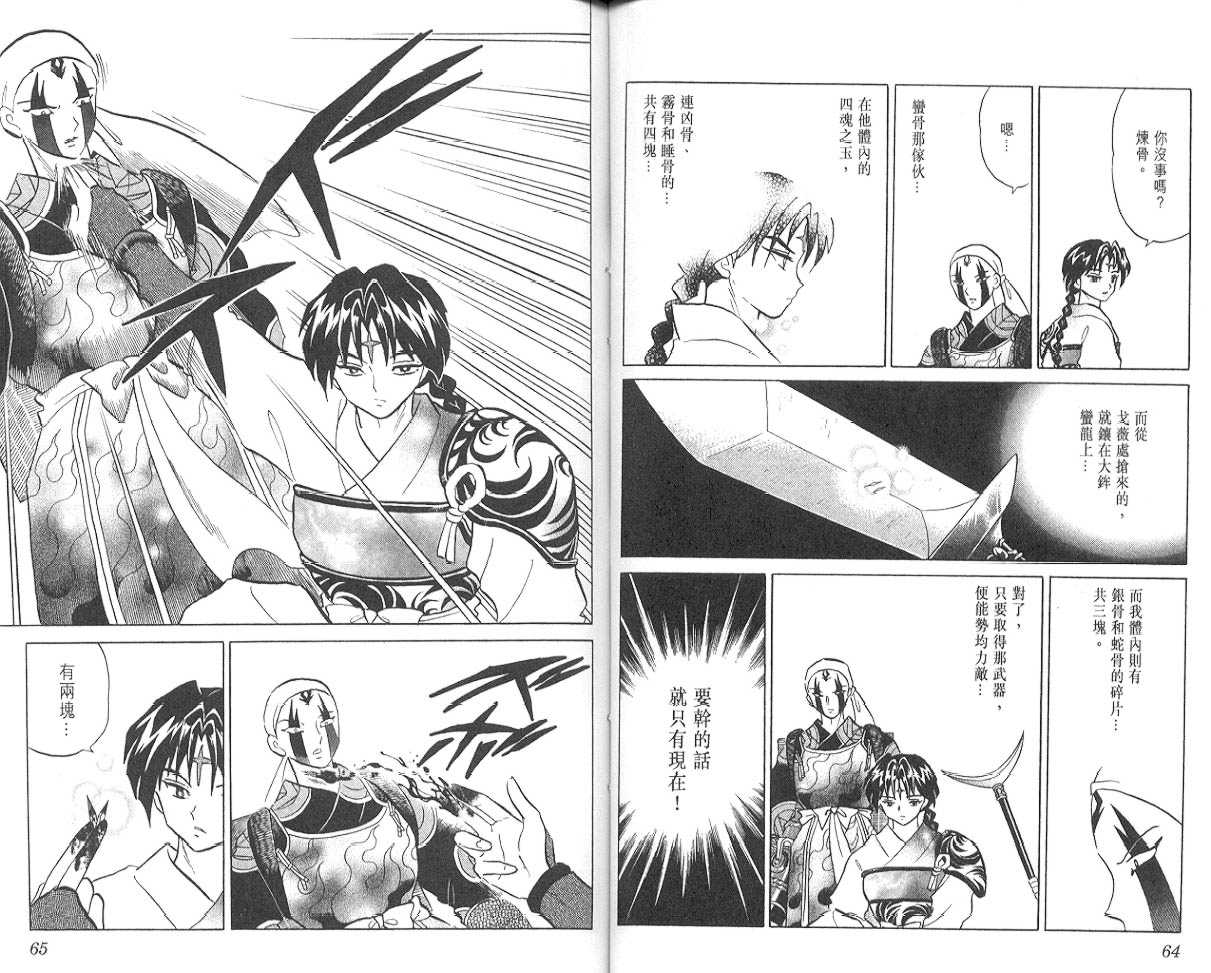 你沒事嗎？
煉骨。
嗯…
蠻骨那傢伙…
在他體內的
四魂之玉，
連凶骨、
霧骨和睡骨的…
共有四塊…
而從
戈薇處搶來的，
就鑲在大鉾
蠻龍上…
而我體內則有
銀骨和蛇骨的碎片…
共三塊。
對了，
只要取得那武器，
便能勢均力敵…
要幹的話
就只有現在！
64
有兩塊…
65